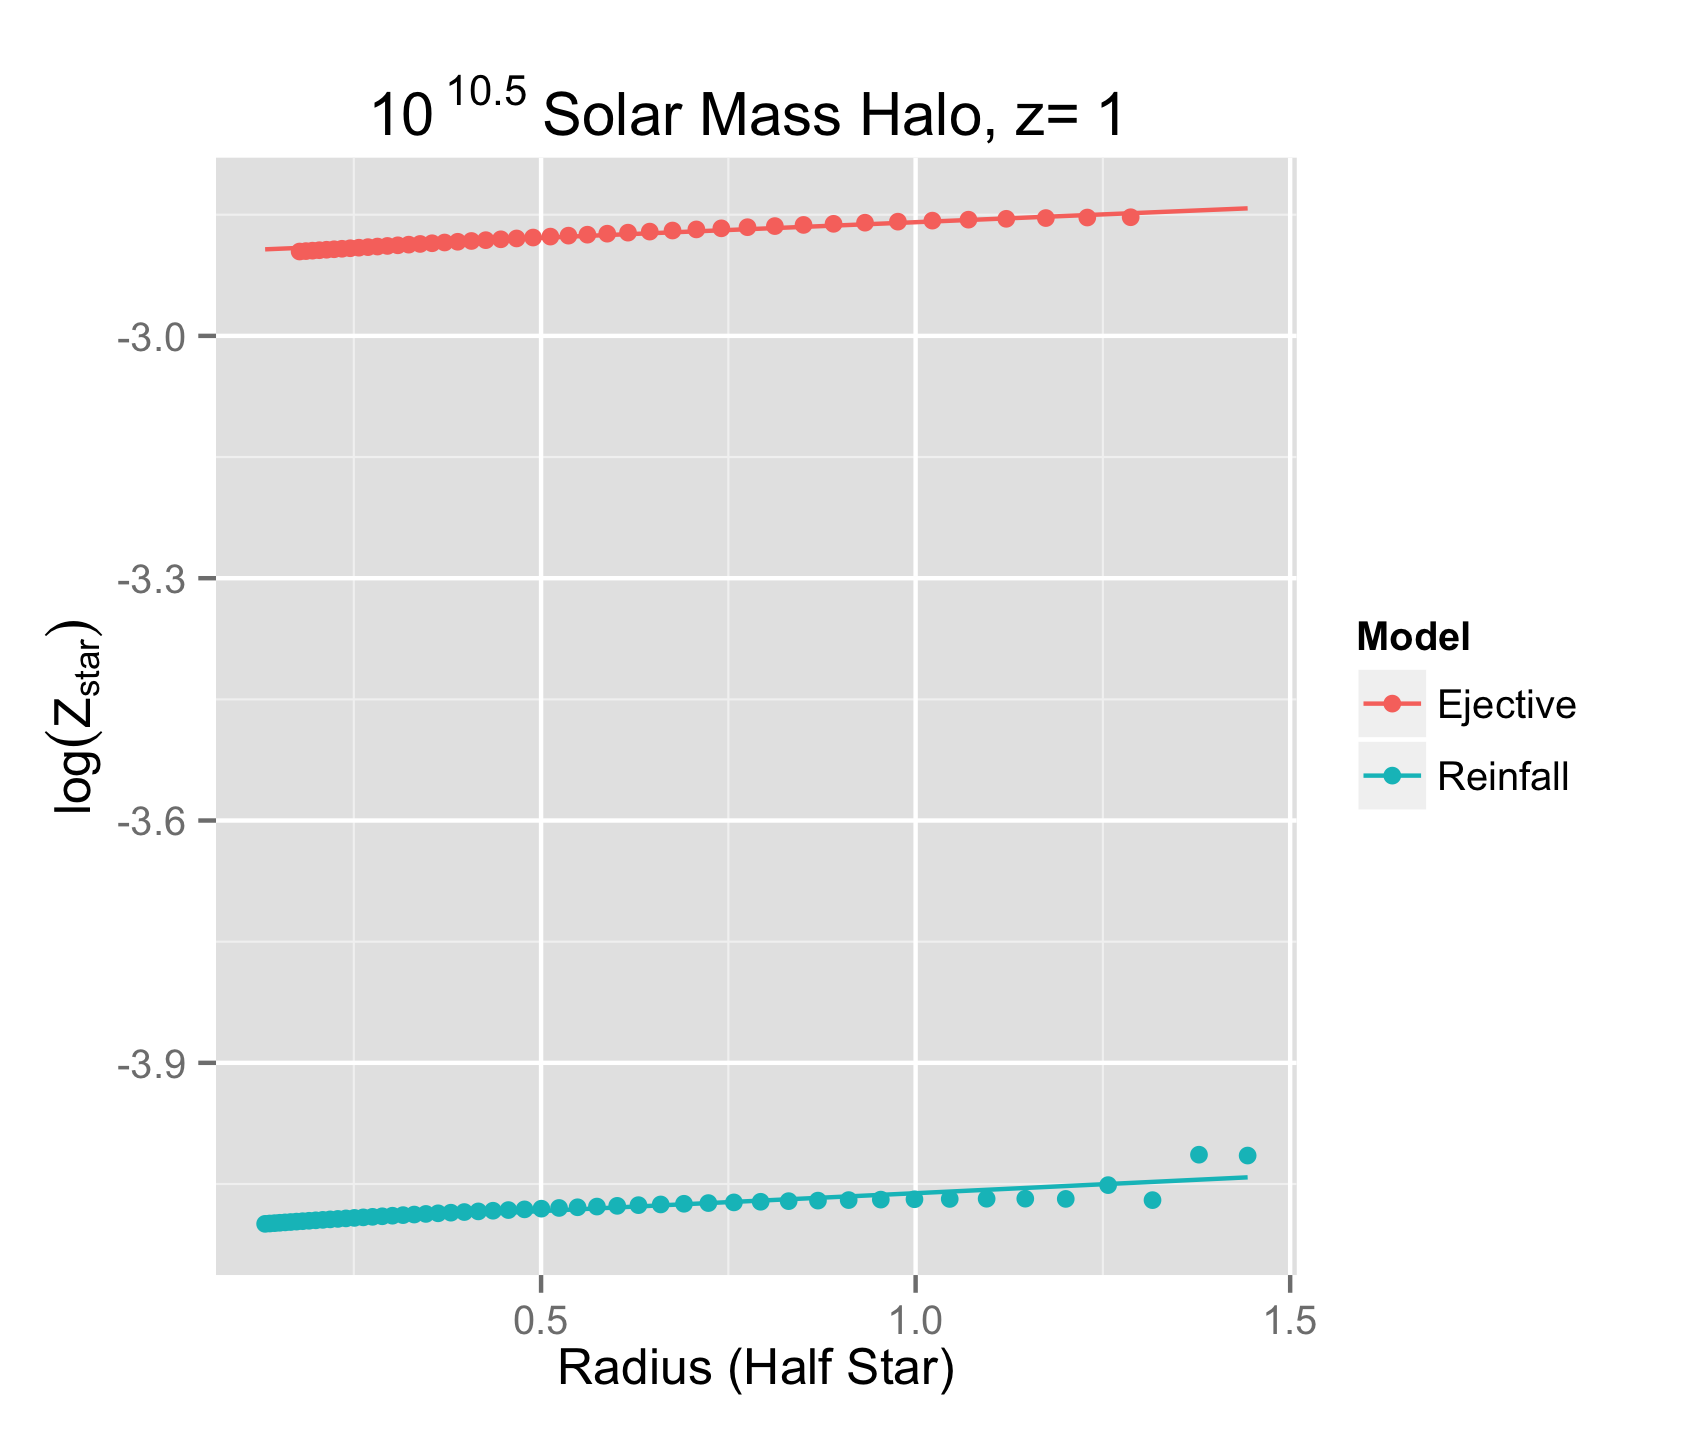 10^10.5 Solar Mass Halo, z= 1
-3.0
-3.3
-3.6
-3.9
log(Z_star)
0.5 1.0 1.5
Radius (Half Star)
Model
Ejective
Reinfall